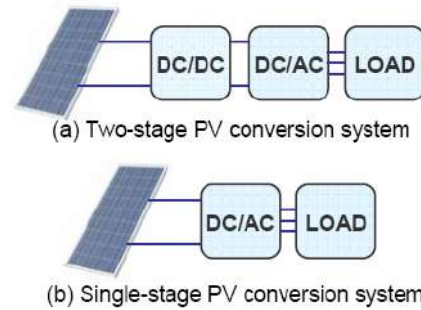 DC/DC DC/AC LOAD
(a) Two-stage PV conversion system
DC/AC LOAD
(b) Single-stage PV conversion system